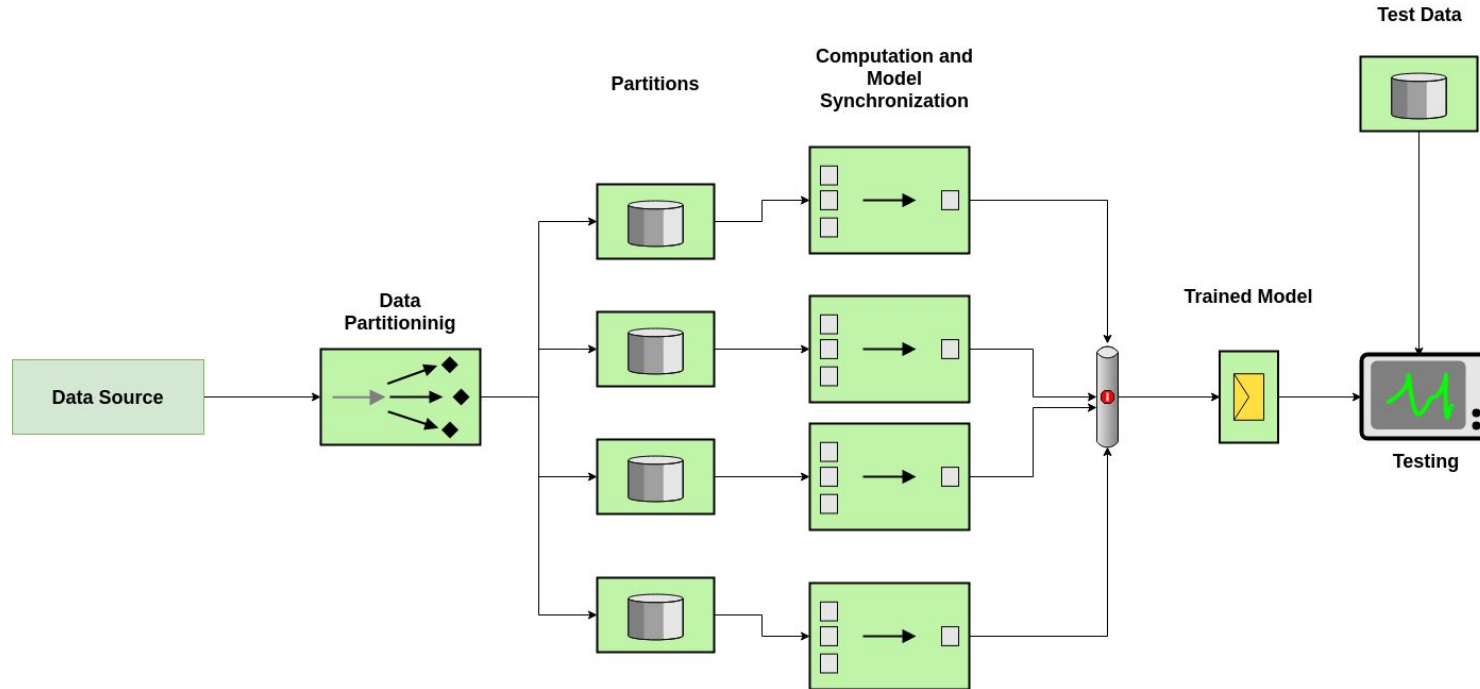 Test Data
Computation and
Model
Synchronization
Partitions
Trained Model
Data
Partitioninig
Data Source
Testing